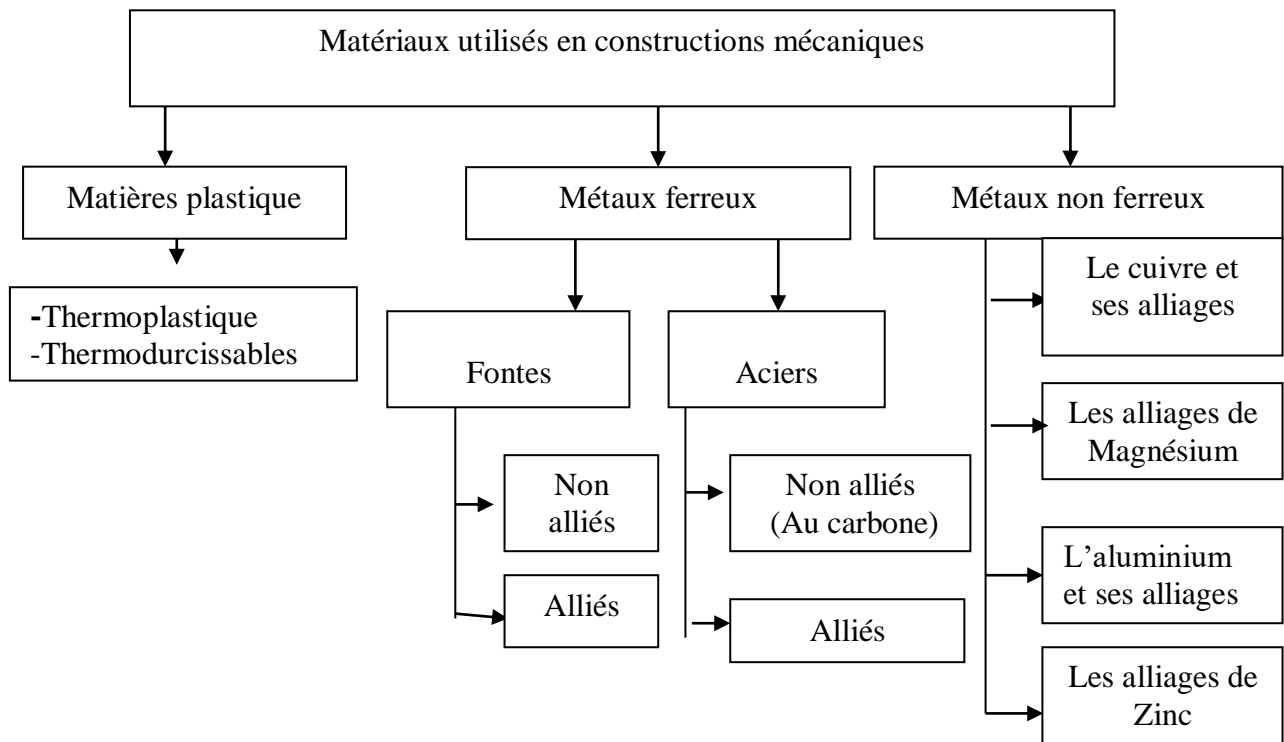 Matériaux utilisés en constructions mécaniques
Matières plastique
Métaux ferreux
Métaux non ferreux
-Thermoplastique
-Thermodurcissables
Fontes
Aciers
Non
alliés
Alliés
Non alliés
(Au carbone)
Alliés
Le cuivre et
ses alliages
Les alliages de
Magnésium
L’aluminium
et ses alliages
Les alliages de
Zinc